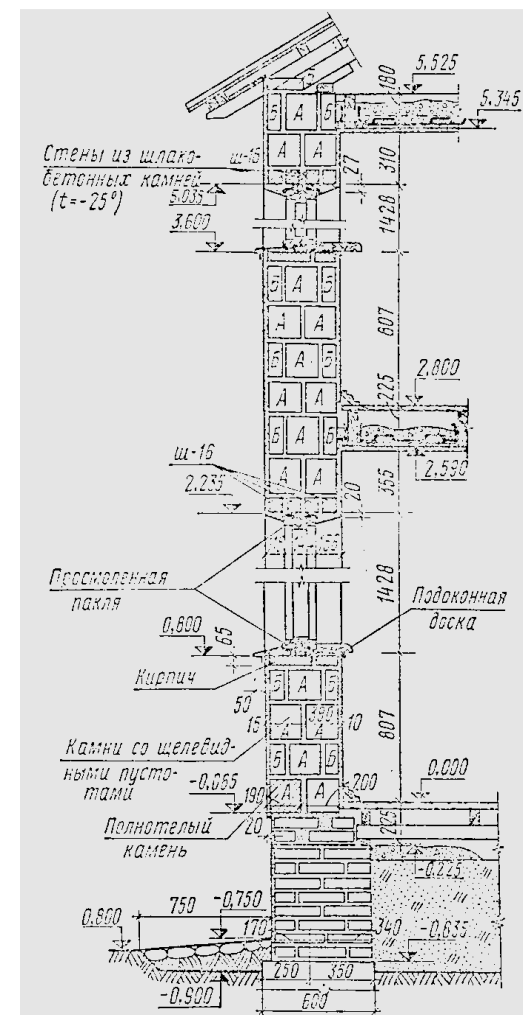 180
5.525
5.345
Б А Б
А А
Стены из шлако-
бетонных камней
(t=-25°)
ш-16
27
310
5.035
3.600
1428
Б А Б
А А
Б А Б
А А
Б А Б
А А
607
225
2,800
2,590
ш-16
2.235
20
355
Просмоленная
пакля
1428
Подоконная
доска
0,800
65
Кирпич
50
15
Б А Б
390
А А
10
Б А Б
А А
807
Камни со щелевид-
ными пусто-
тами
-0,065
190
200
0,000
Полнотелый
камень
20
205
-0,225
750
-0,750
0.800
170
340
-0,635
250
350
-0.900
600